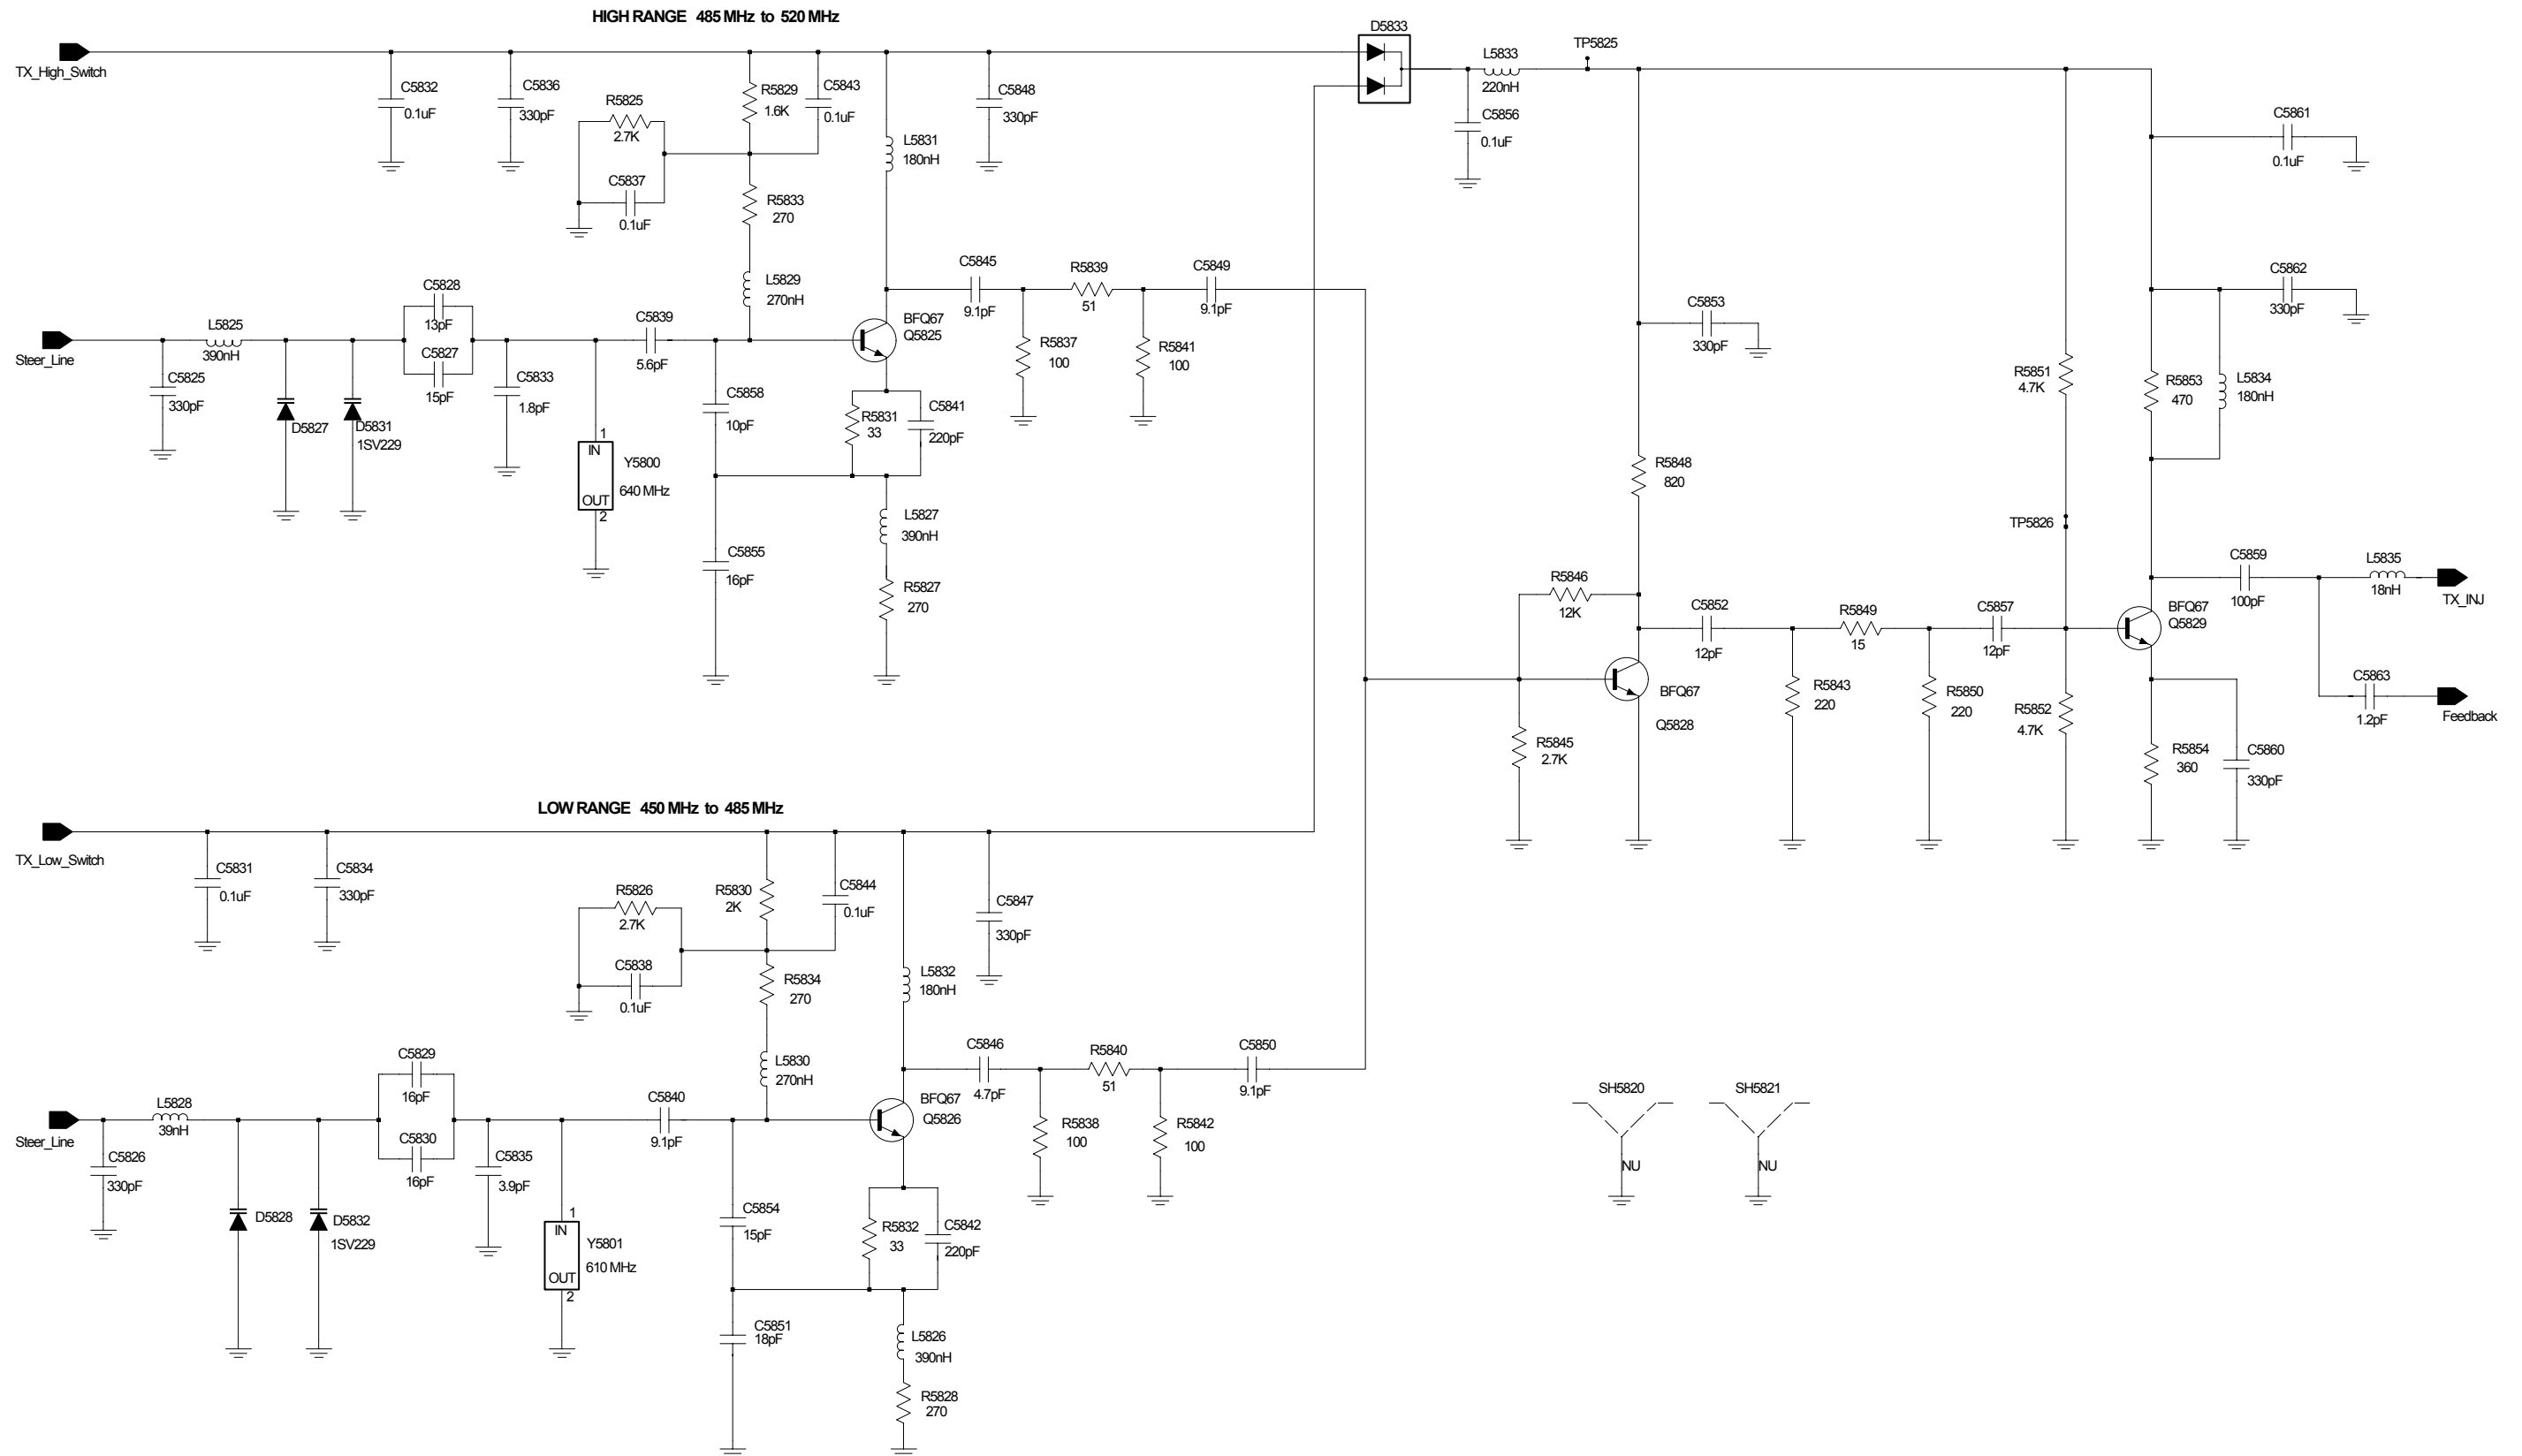 HIGH RANGE 485 MHz to 520 MHz
TX_High_Switch
C5832
0.1uF
C5836
330pF
R5825
2.7K
C5837
0.1uF
R5829
1.6K
C5843
0.1uF
R5833
270
L5829
270nH
L5831
180nH
C5848
330pF
D5833
C5856
0.1uF
L5833
220nH
TP5825
C5861
0.1uF
C5862
330pF
Steer_Line
C5825
330pF
L5825
390nH
D5827
D5831
1SV229
C5828
13pF
C5827
15pF
C5833
1.8pF
1
IN
OUT
2
Y5800
640 MHz
C5839
5.6pF
C5858
10pF
C5855
16pF
BFQ67
Q5825
R5831
33
C5841
220pF
L5827
390nH
R5827
270
C5845
9.1pF
R5837
100
R5839
51
R5841
100
C5849
9.1pF
C5853
330pF
R5848
820
R5846
12K
R5845
2.7K
BFQ67
Q5828
C5852
12pF
R5843
220
R5849
15
R5850
220
C5857
12pF
R5851
4.7K
TP5826
R5852
4.7K
R5853
470
L5834
180nH
BFQ67
Q5829
R5854
360
C5860
330pF
C5859
100pF
L5835
18nH
TX_INJ
C5863
1.2pF
Feedback
LOW RANGE 450 MHz to 485 MHz
TX_Low_Switch
C5831
0.1uF
C5834
330pF
R5826
2.7K
C5838
0.1uF
R5830
2K
C5844
0.1uF
R5834
270
L5830
270nH
L5832
180nH
C5847
330pF
Steer_Line
C5826
330pF
L5828
39nH
D5828
D5832
1SV229
C5829
16pF
C5830
16pF
C5835
3.9pF
1
IN
OUT
2
Y5801
610 MHz
C5840
9.1pF
C5854
15pF
C5851
18pF
BFQ67
Q5826
R5832
33
C5842
220pF
L5826
390nH
R5828
270
C5846
4.7pF
R5838
100
R5840
51
R5842
100
C5850
9.1pF
SH5820
NU
SH5821
NU